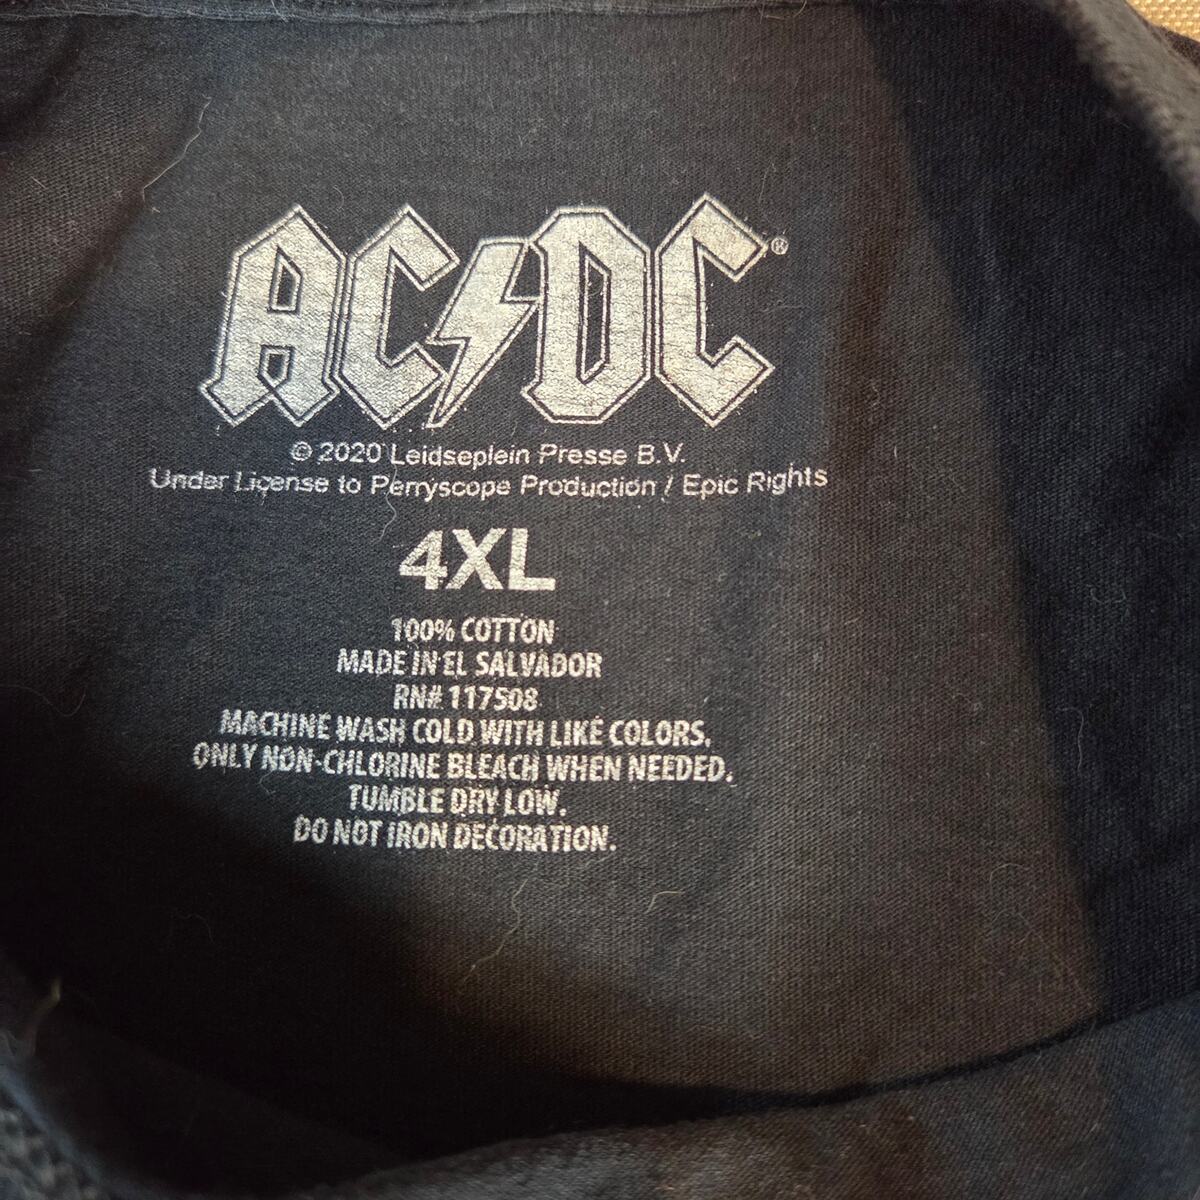 AC⚡DC®
© 2020 Leidseplein Presse B.V.
Under License to Perryscope Production / Epic Rights
4XL
100% COTTON
MADE IN EL SALVADOR
RN# 117508
MACHINE WASH COLD WITH LIKE COLORS,
ONLY NON-CHLORINE BLEACH WHEN NEEDED.
TUMBLE DRY LOW.
DO NOT IRON DECORATION.